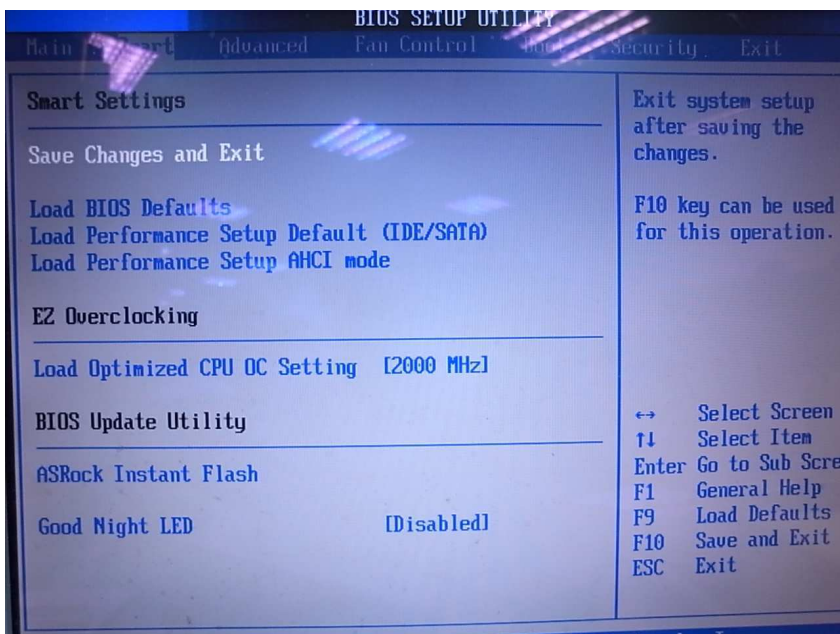 BIOS SETUP UTILITY
Main Smart Advanced Fan Control Boot Security Exit
Smart Settings
Save Changes and Exit
Load BIOS Defaults
Load Performance Setup Default (IDE/SATA)
Load Performance Setup AHCI mode
EZ Overclocking
Load Optimized CPU OC Setting [2000 MHz]
BIOS Update Utility
ASRock Instant Flash
Good Night LED [Disabled]
Exit system setup
after saving the
changes.
F10 key can be used
for this operation.
↔ Select Screen
↑↓ Select Item
Enter Go to Sub Scre
F1 General Help
F9 Load Defaults
F10 Save and Exit
ESC Exit